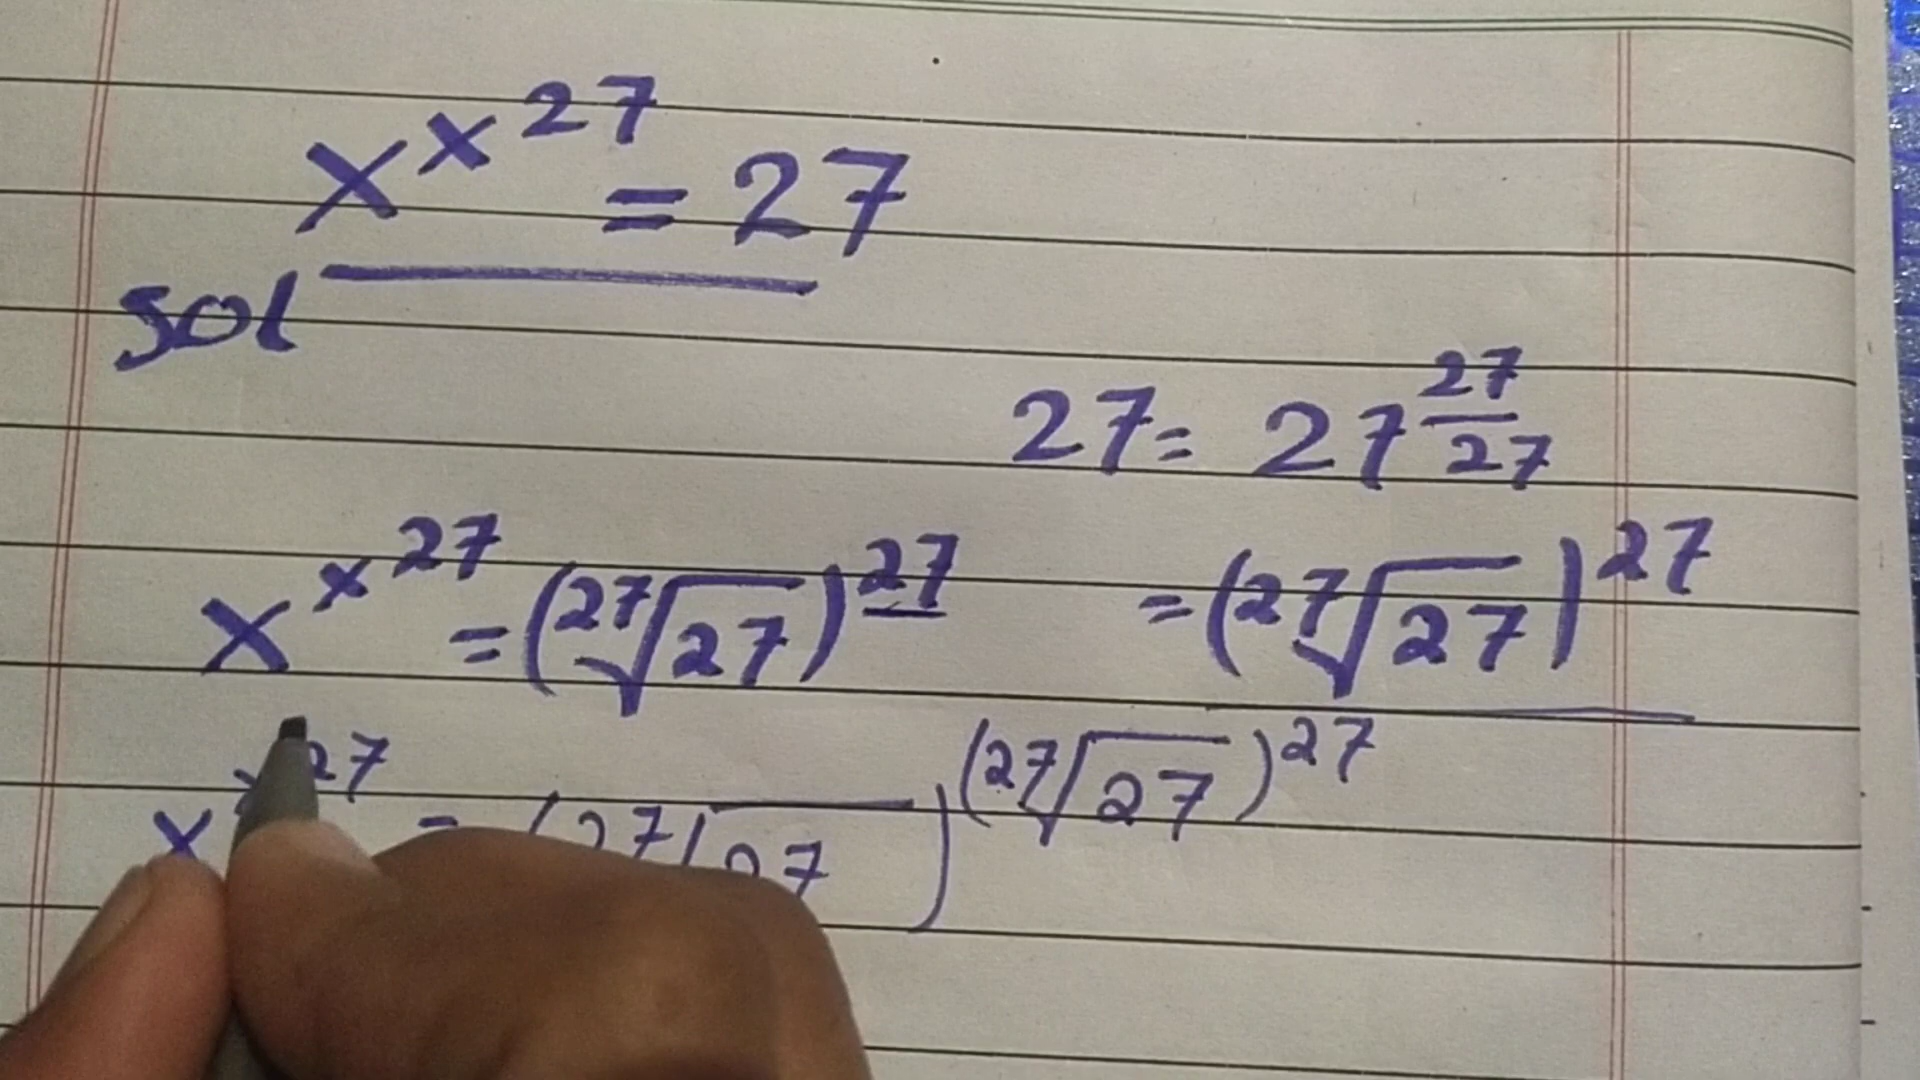 x^x^27 = 27
sol
27 = 27^27/27
x^x^27 = (27√27)^27 = (27√27)^27
x^x^27 = (27√27)^(27√27)^27